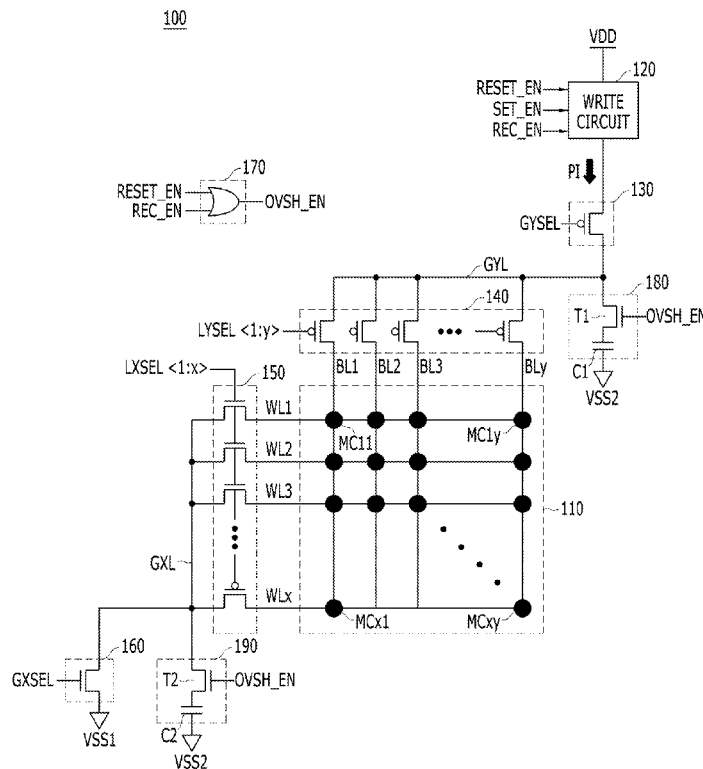 100
VDD
120
RESET_EN
SET_EN
REC_EN
WRITE
CIRCUIT
170
RESET_EN
REC_EN
OVSH_EN
PI
130
GYSEL
GYL
180
140
T1
OVSH_EN
LYSEL <1:y>
C1
BL1 BL2 BL3 BLy
VSS2
LXSEL <1:x>
150
WL1
MC11
MC1y
WL2
WL3
110
GXL
WLx
MCx1
MCxy
160
190
GXSEL
T2
OVSH_EN
C2
VSS1
VSS2